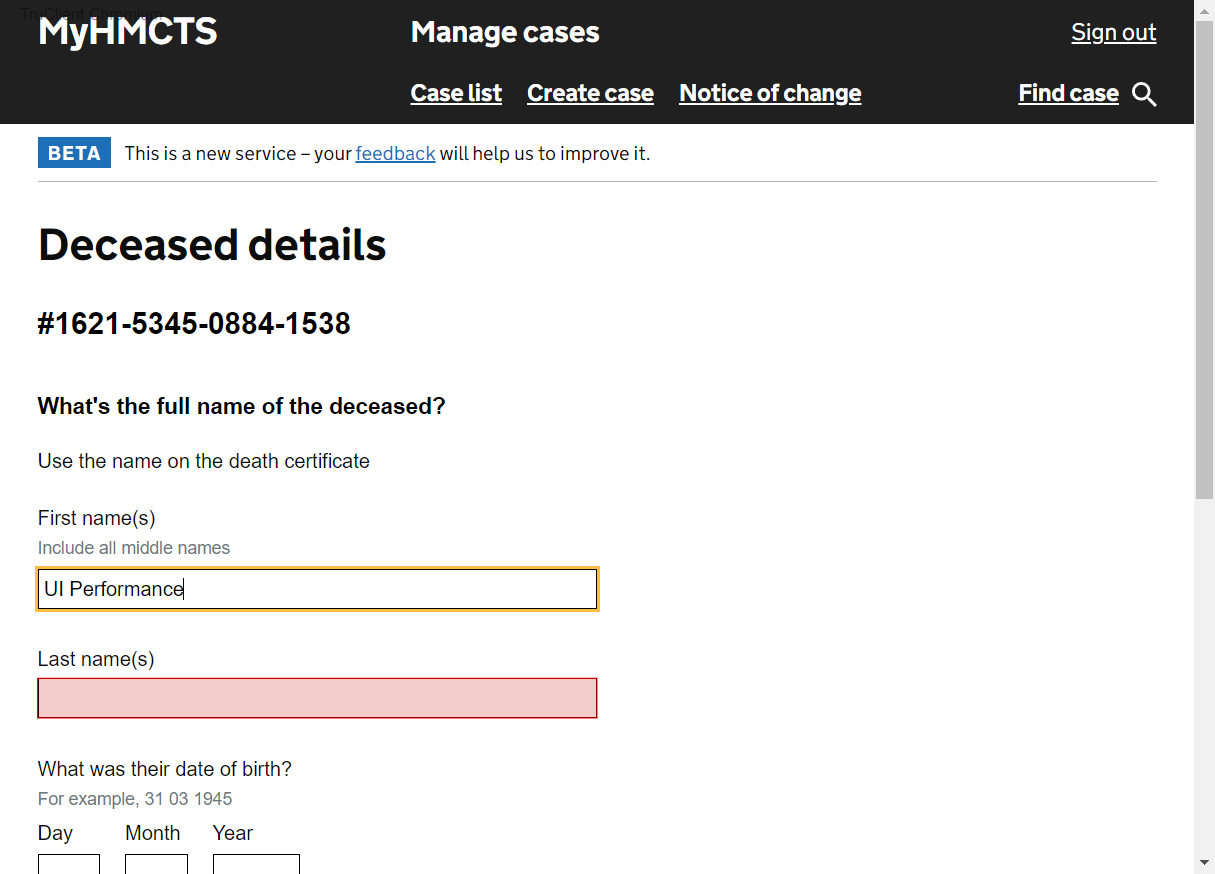 TruClient Chromium
MyHMCTS
Manage cases
Sign out
Case list Create case Notice of change Find case
BETA This is a new service – your feedback will help us to improve it.
Deceased details
#1621-5345-0884-1538
What's the full name of the deceased?
Use the name on the death certificate
First name(s)
Include all middle names
UI Performance
Last name(s)
What was their date of birth?
For example, 31 03 1945
Day Month Year